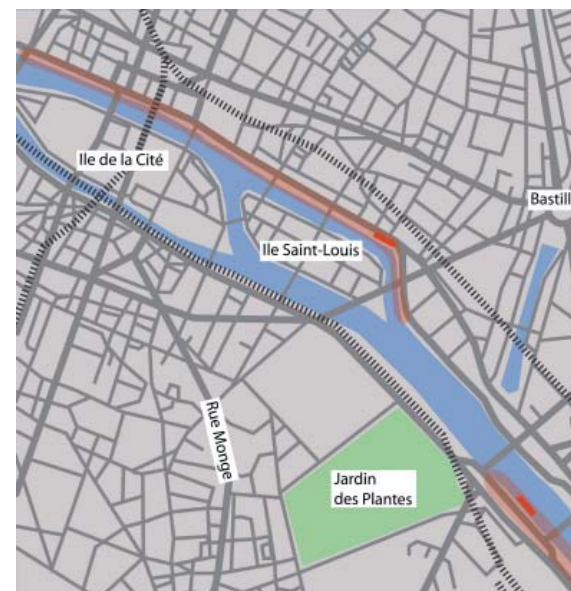 Ile de la Cité
Bastill
Ile Saint-Louis
Rue Monge
Jardin
des Plantes